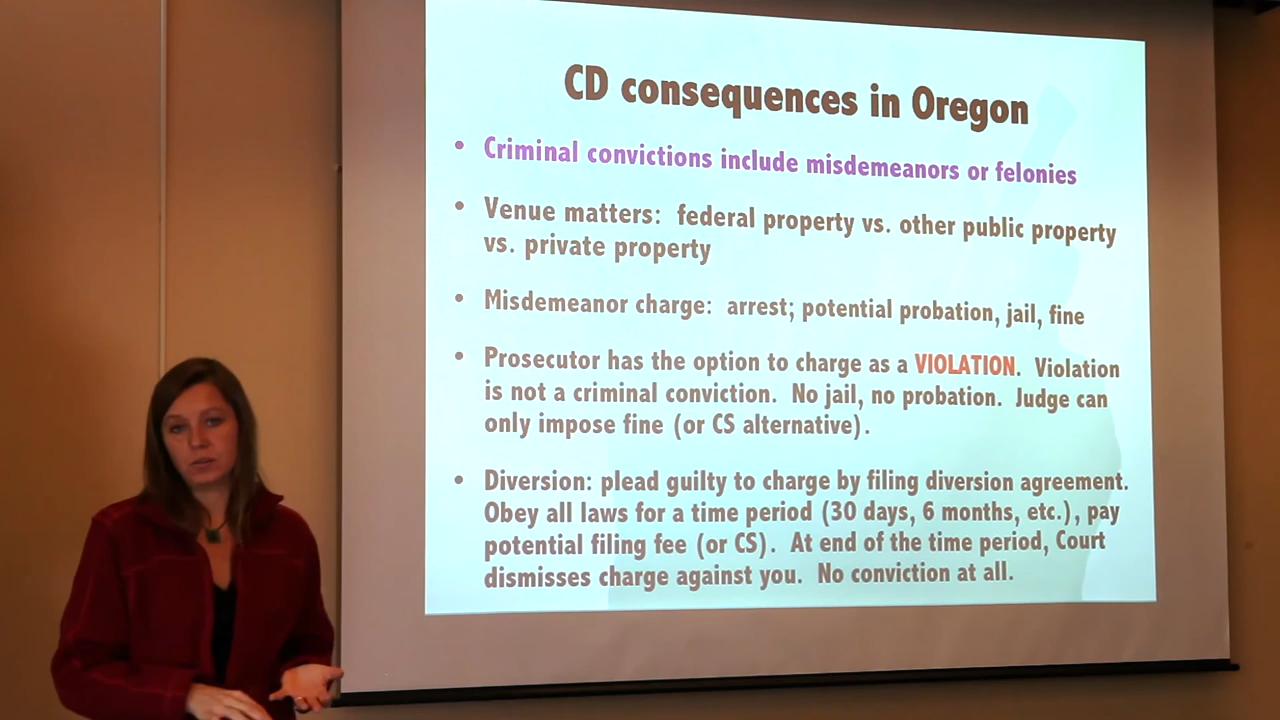 CD consequences in Oregon
• Criminal convictions include misdemeanors or felonies
• Venue matters: federal property vs. other public property
vs. private property
• Misdemeanor charge: arrest; potential probation, jail, fine
• Prosecutor has the option to charge as a VIOLATION. Violation
is not a criminal conviction. No jail, no probation. Judge can
only impose fine (or CS alternative).
• Diversion: plead guilty to charge by filing diversion agreement.
Obey all laws for a time period (30 days, 6 months, etc.), pay
potential filing fee (or CS). At end of the time period, Court
dismisses charge against you. No conviction at all.